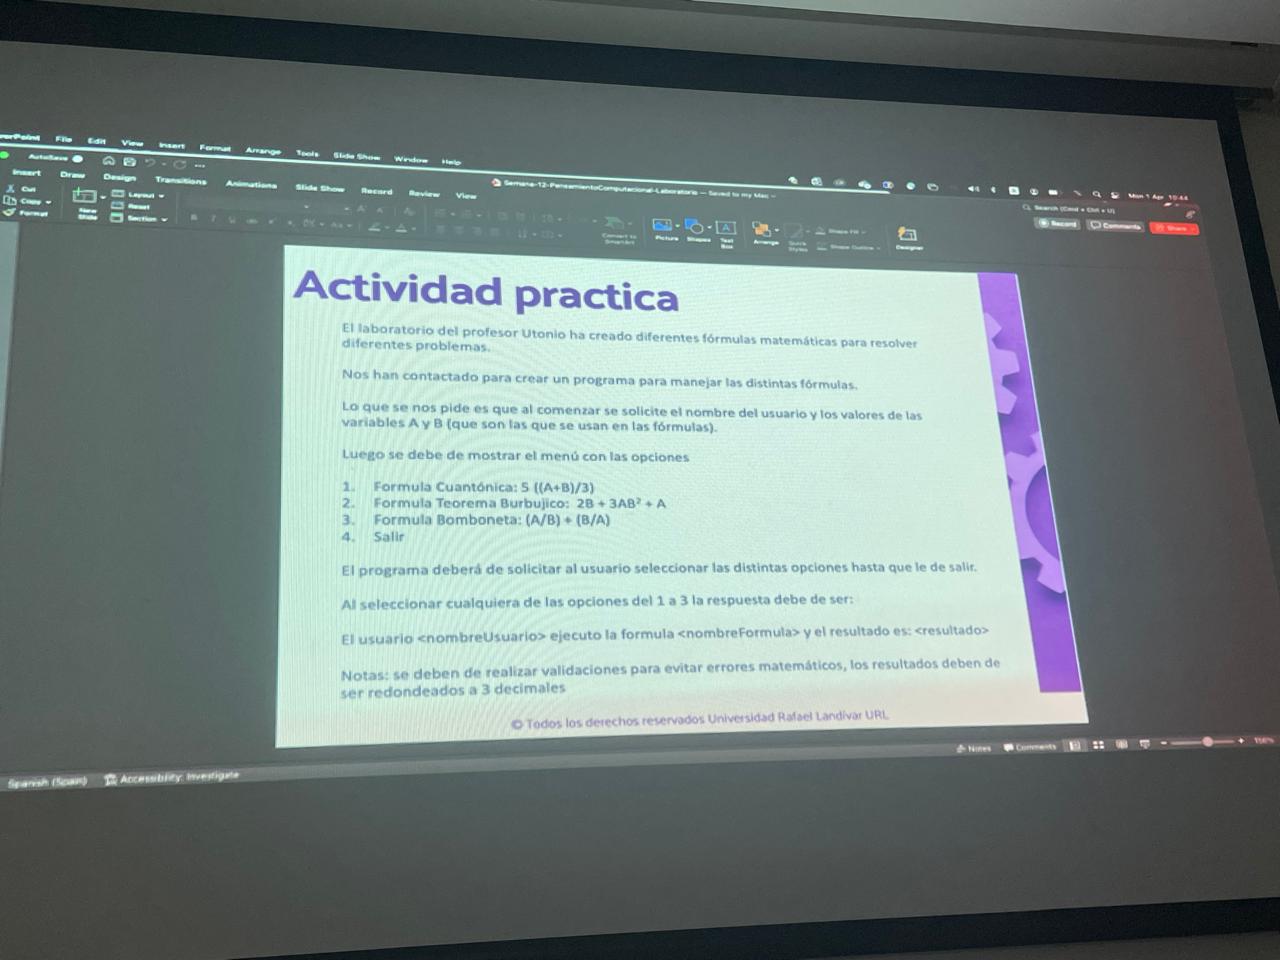 File Edit View Insert Format Arrange Tools Slide Show Window Help
AutoSave
Semana-12-PensamientoComputacional-Laboratorio — Saved to my Mac
Mon 1 Apr
Insert Draw Design Transitions Animations Slide Show Record Review View
Search (Cmd + Ctrl + U)
Record Comments Share
Cut
Copy
Format
New Slide
Layout
Reset
Section
Convert to SmartArt
Picture Shapes Text Box Arrange Quick Styles
Shape Fill
Shape Outline
Designer
Actividad practica
El laboratorio del profesor Utonio ha creado diferentes fórmulas matemáticas para resolver
diferentes problemas.
Nos han contactado para crear un programa para manejar las distintas fórmulas.
Lo que se nos pide es que al comenzar se solicite el nombre del usuario y los valores de las
variables A y B (que son las que se usan en las fórmulas).
Luego se debe de mostrar el menú con las opciones
1. Formula Cuantónica: 5 ((A+B)/3)
2. Formula Teorema Burbujico: 2B + 3AB² + A
3. Formula Bomboneta: (A/B) + (B/A)
4. Salir
El programa deberá de solicitar al usuario seleccionar las distintas opciones hasta que le de salir.
Al seleccionar cualquiera de las opciones del 1 a 3 la respuesta debe de ser:
El usuario <nombreUsuario> ejecuto la formula <nombreFormula> y el resultado es: <resultado>
Notas: se deben de realizar validaciones para evitar errores matemáticos, los resultados deben de
ser redondeados a 3 decimales
© Todos los derechos reservados Universidad Rafael Landívar URL
Spanish (Spain) Accessibility: Investigate
Notes Comments